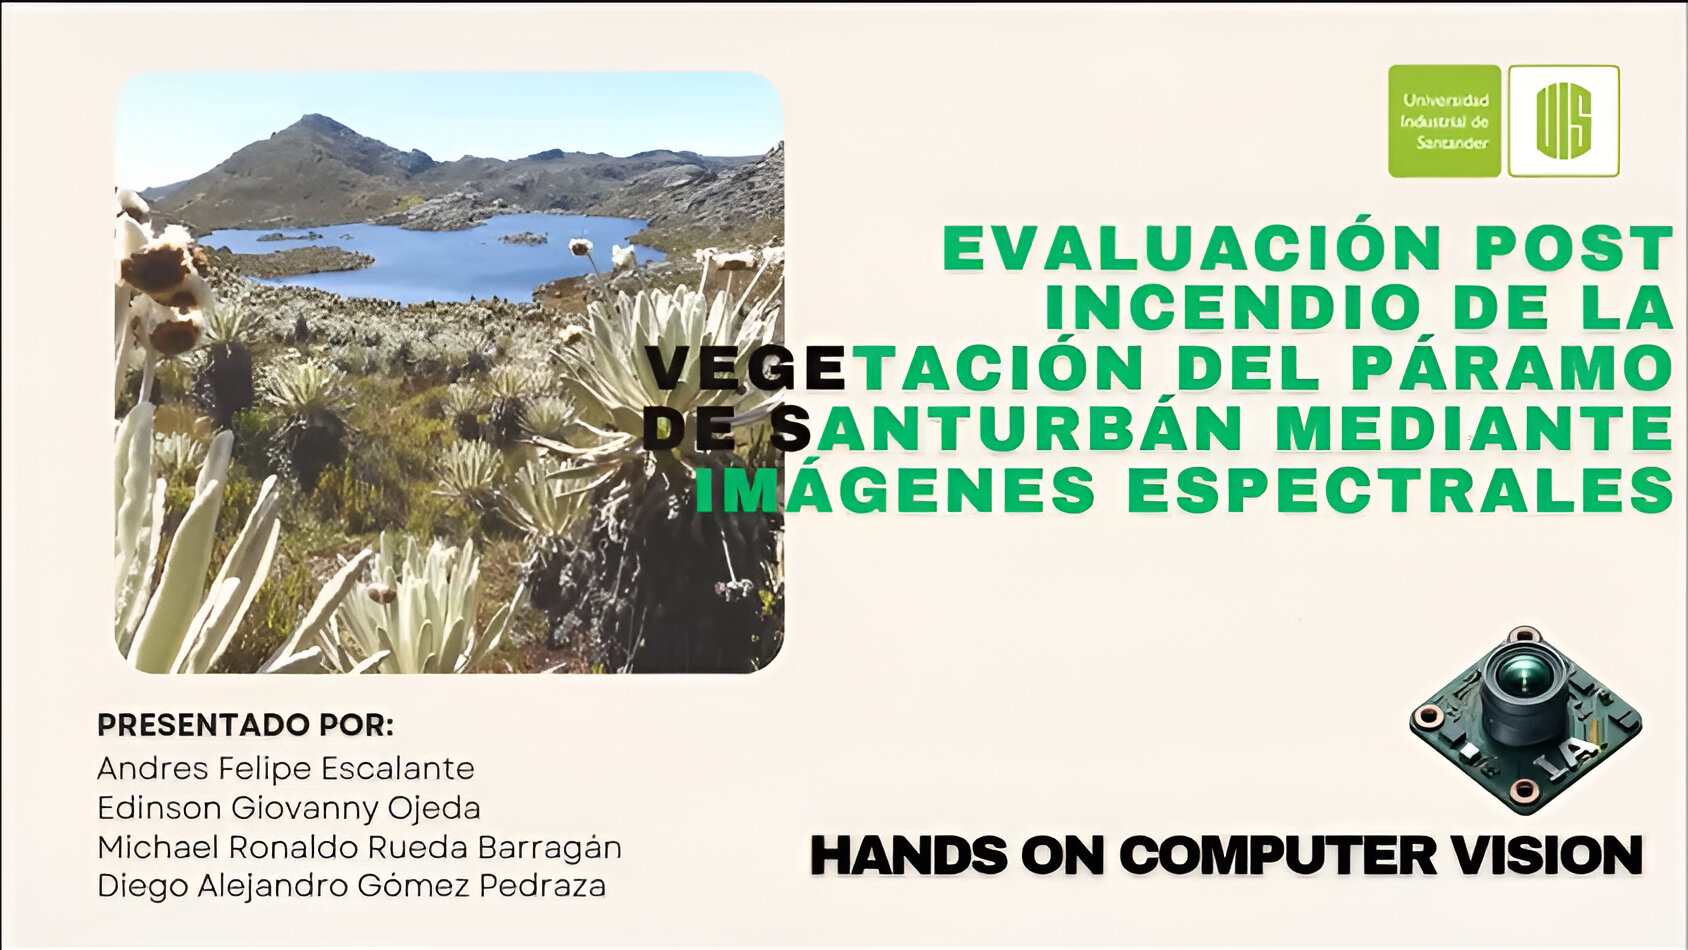 Universidad
Industrial de
Santander
UIS
EVALUACIÓN POST
INCENDIO DE LA
VEGETACIÓN DEL PÁRAMO
DE SANTURBÁN MEDIANTE
IMÁGENES ESPECTRALES
PRESENTADO POR:
Andres Felipe Escalante
Edinson Giovanny Ojeda
Michael Ronaldo Rueda Barragán
Diego Alejandro Gómez Pedraza
IA
HANDS ON COMPUTER VISION